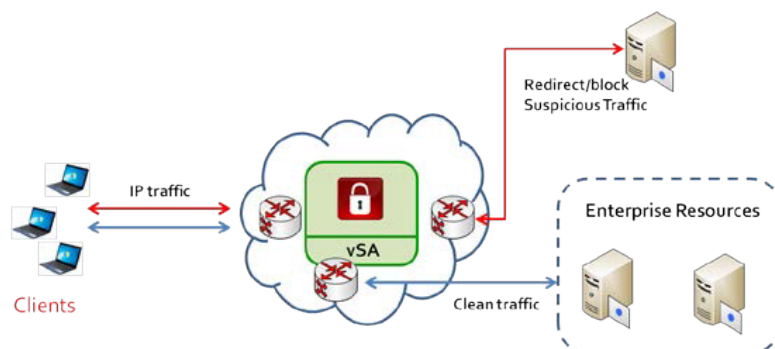 Redirect/block
Suspicious Traffic
IP traffic
Enterprise Resources
vSA
Clients
Clean traffic